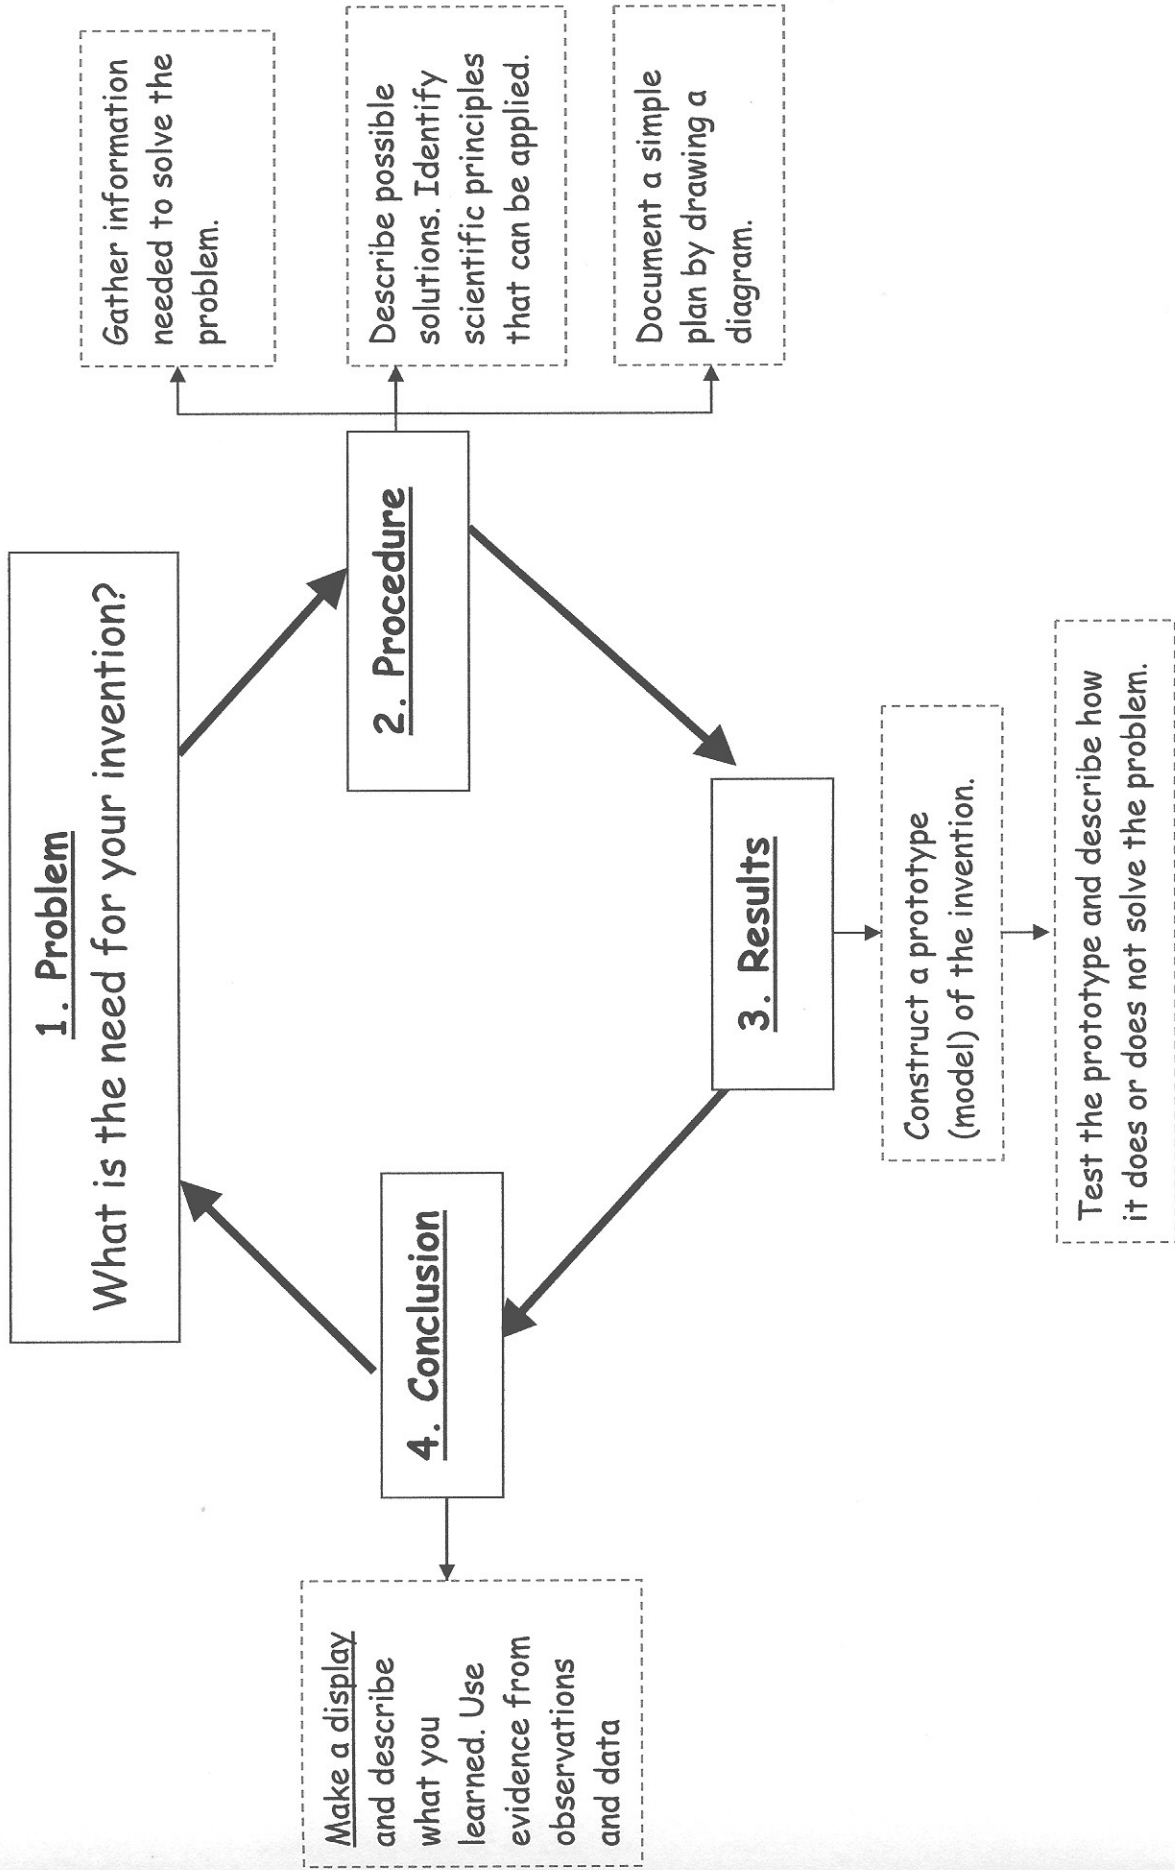 1. Problem
What is the need for your invention?
2. Procedure
Gather information
needed to solve the
problem.
Describe possible
solutions. Identify
scientific principles
that can be applied.
Document a simple
plan by drawing a
diagram.
3. Results
Construct a prototype
(model) of the invention.
Test the prototype and describe how
it does or does not solve the problem.
4. Conclusion
Make a display
and describe
what you
learned. Use
evidence from
observations
and data